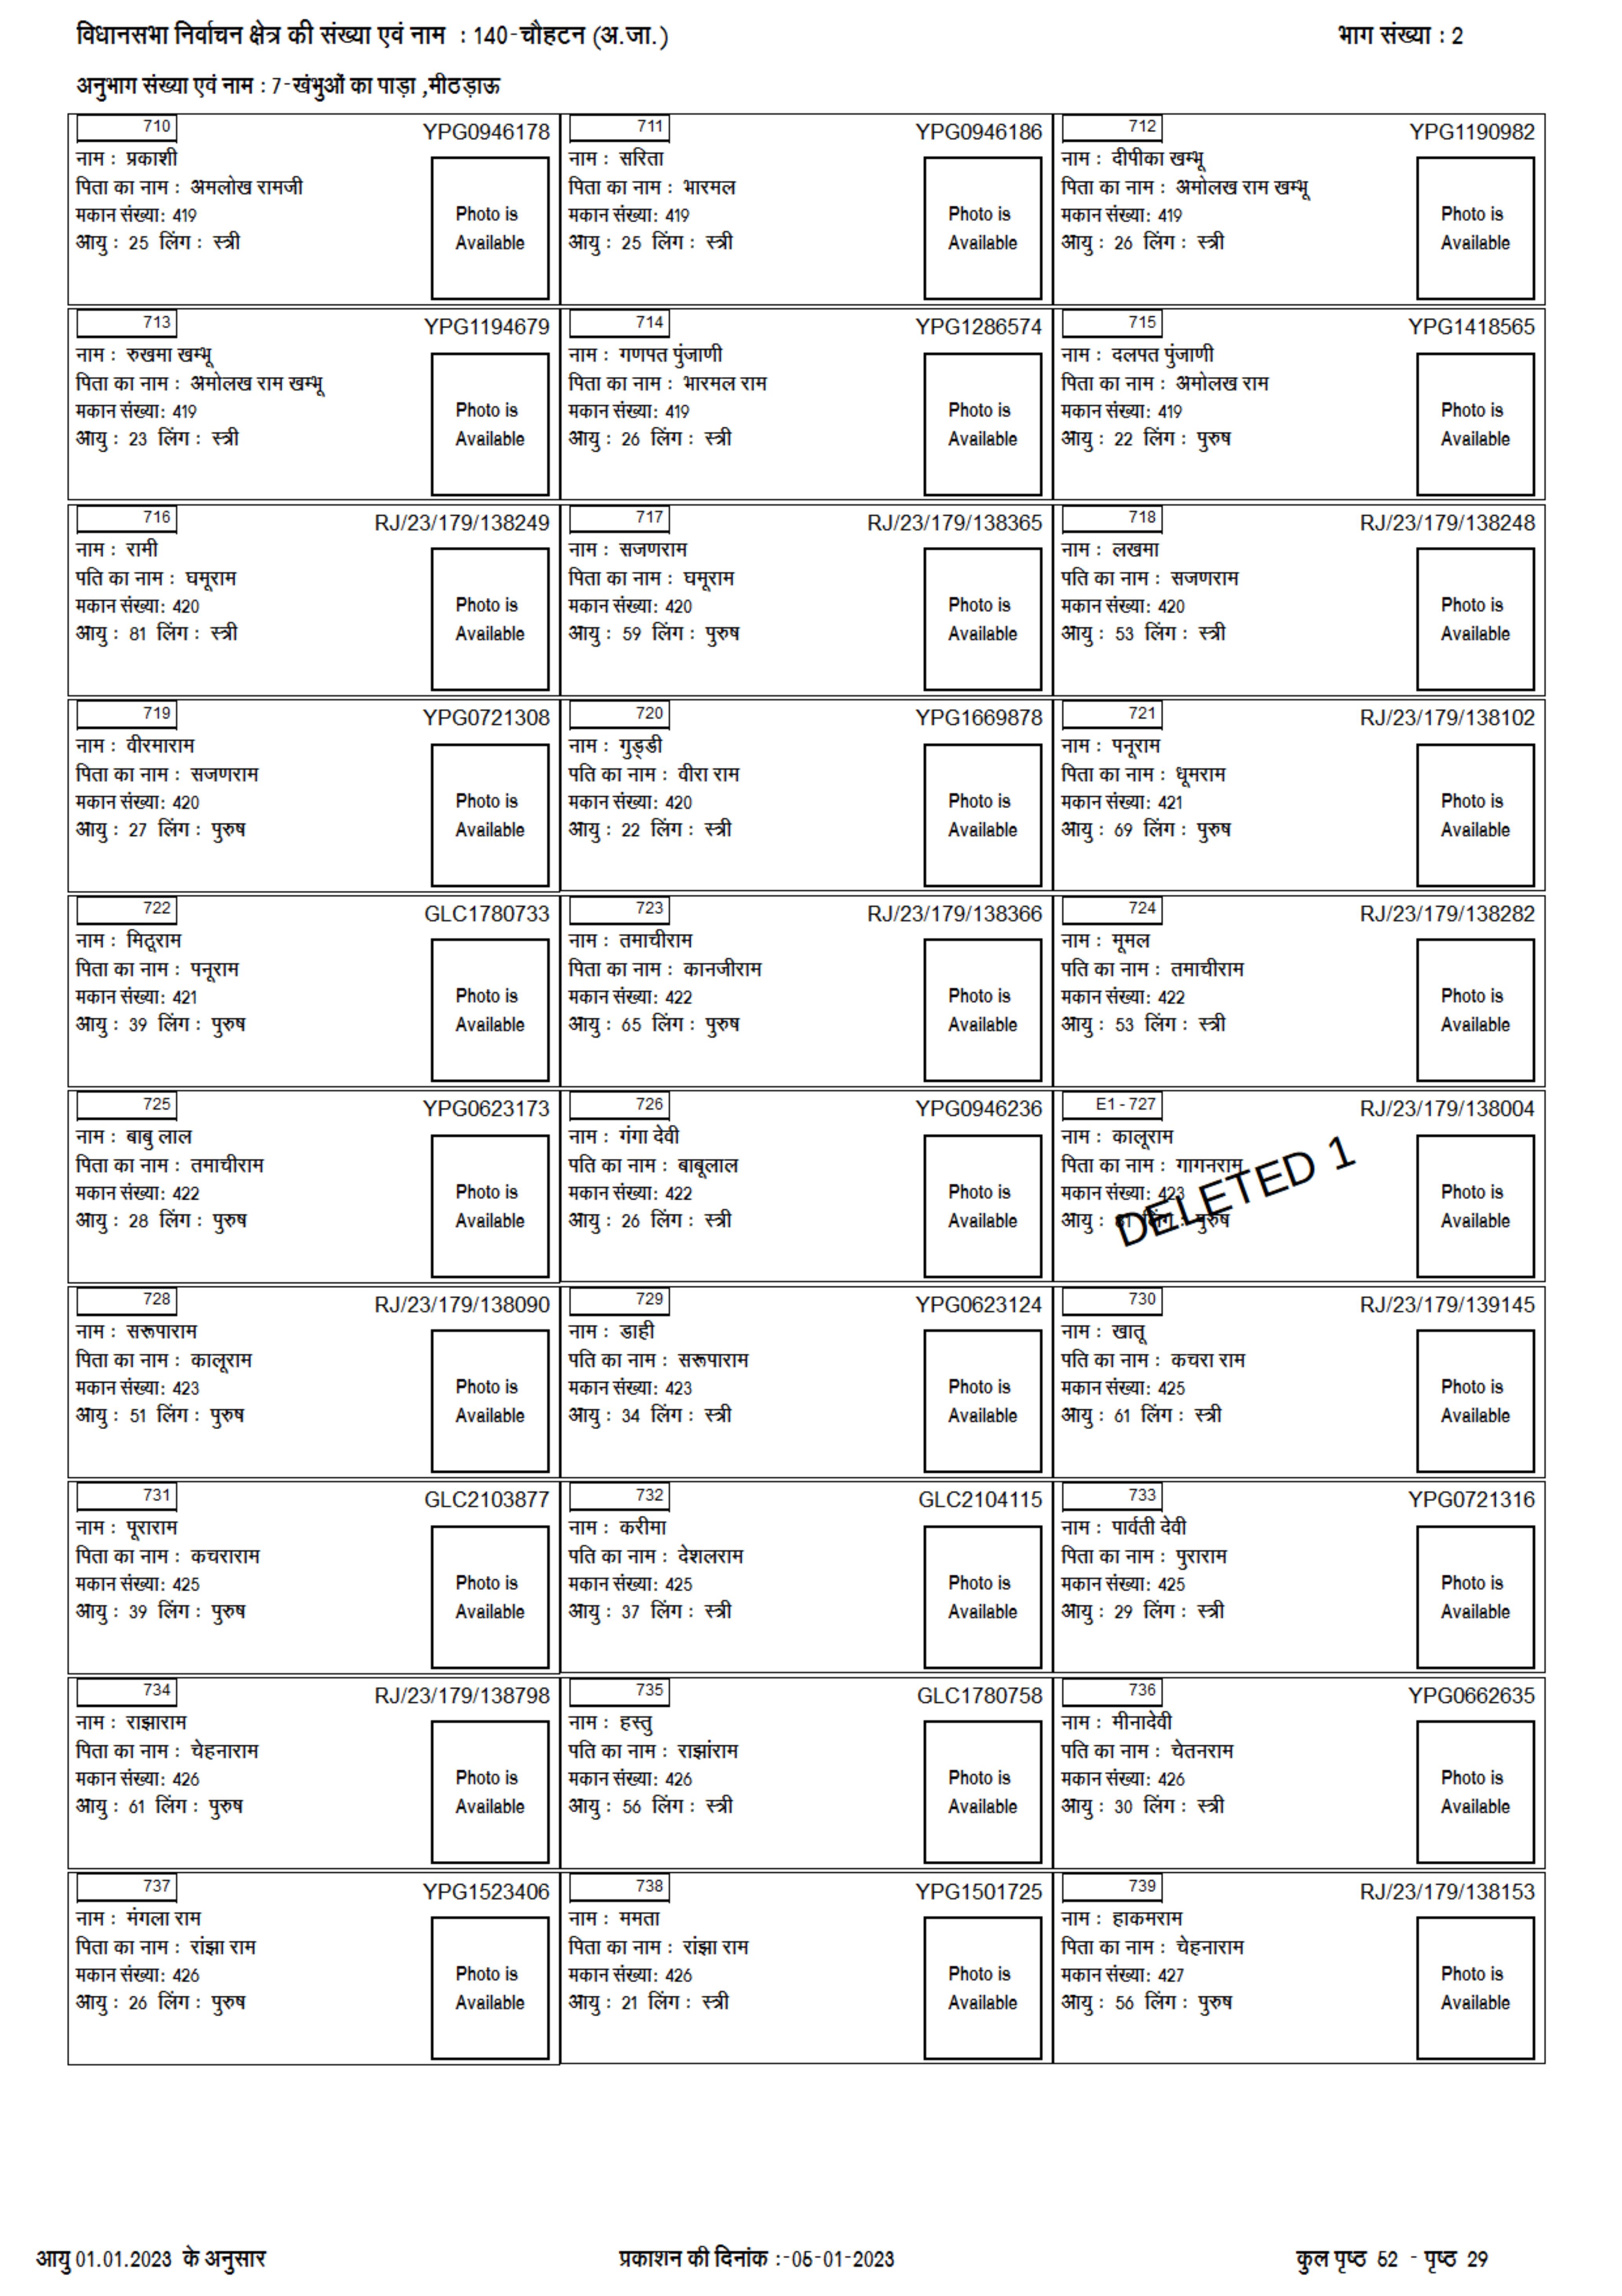 विधानसभा निर्वाचन क्षेत्र की संख्या एवं नाम : 140-चौहटन (अ.जा.) भाग संख्या : 2
अनुभाग संख्या एवं नाम : 7-खंभुओं का पाड़ा ,मीठड़ाऊ
710 YPG0946178
नाम : प्रकाशी
पिता का नाम : अमलोख रामजी
मकान संख्या: 419
आयु : 25 लिंग : स्त्री
Photo is
Available
711 YPG0946186
नाम : सरिता
पिता का नाम : भारमल
मकान संख्या: 419
आयु : 25 लिंग : स्त्री
Photo is
Available
712 YPG1190982
नाम : दीपीका खम्भू
पिता का नाम : अमोलख राम खम्भू
मकान संख्या: 419
आयु : 26 लिंग : स्त्री
Photo is
Available
713 YPG1194679
नाम : रुखमा खम्भू
पिता का नाम : अमोलख राम खम्भू
मकान संख्या: 419
आयु : 23 लिंग : स्त्री
Photo is
Available
714 YPG1286574
नाम : गणपत पुंजाणी
पिता का नाम : भारमल राम
मकान संख्या: 419
आयु : 26 लिंग : स्त्री
Photo is
Available
715 YPG1418565
नाम : दलपत पुंजाणी
पिता का नाम : अमोलख राम
मकान संख्या: 419
आयु : 22 लिंग : पुरुष
Photo is
Available
716 RJ/23/179/138249
नाम : रामी
पति का नाम : घमूराम
मकान संख्या: 420
आयु : 81 लिंग : स्त्री
Photo is
Available
717 RJ/23/179/138365
नाम : सजणराम
पिता का नाम : घमूराम
मकान संख्या: 420
आयु : 59 लिंग : पुरुष
Photo is
Available
718 RJ/23/179/138248
नाम : लखमा
पति का नाम : सजणराम
मकान संख्या: 420
आयु : 53 लिंग : स्त्री
Photo is
Available
719 YPG0721308
नाम : वीरमाराम
पिता का नाम : सजणराम
मकान संख्या: 420
आयु : 27 लिंग : पुरुष
Photo is
Available
720 YPG1669878
नाम : गुड्डी
पति का नाम : वीरा राम
मकान संख्या: 420
आयु : 22 लिंग : स्त्री
Photo is
Available
721 RJ/23/179/138102
नाम : पनूराम
पिता का नाम : धूमराम
मकान संख्या: 421
आयु : 69 लिंग : पुरुष
Photo is
Available
722 GLC1780733
नाम : मिठूराम
पिता का नाम : पनूराम
मकान संख्या: 421
आयु : 39 लिंग : पुरुष
Photo is
Available
723 RJ/23/179/138366
नाम : तमाचीराम
पिता का नाम : कानजीराम
मकान संख्या: 422
आयु : 65 लिंग : पुरुष
Photo is
Available
724 RJ/23/179/138282
नाम : मूमल
पति का नाम : तमाचीराम
मकान संख्या: 422
आयु : 53 लिंग : स्त्री
Photo is
Available
725 YPG0623173
नाम : बाबु लाल
पिता का नाम : तमाचीराम
मकान संख्या: 422
आयु : 28 लिंग : पुरुष
Photo is
Available
726 YPG0946236
नाम : गंगा देवी
पति का नाम : बाबूलाल
मकान संख्या: 422
आयु : 26 लिंग : स्त्री
Photo is
Available
E1 - 727 RJ/23/179/138004
नाम : कालूराम
पिता का नाम : गागनराम
मकान संख्या: 423
आयु : 81 लिंग : पुरुष
DELETED 1
Photo is
Available
728 RJ/23/179/138090
नाम : सरूपाराम
पिता का नाम : कालूराम
मकान संख्या: 423
आयु : 51 लिंग : पुरुष
Photo is
Available
729 YPG0623124
नाम : डाही
पति का नाम : सरूपाराम
मकान संख्या: 423
आयु : 34 लिंग : स्त्री
Photo is
Available
730 RJ/23/179/139145
नाम : खातू
पति का नाम : कचरा राम
मकान संख्या: 425
आयु : 61 लिंग : स्त्री
Photo is
Available
731 GLC2103877
नाम : पूराराम
पिता का नाम : कचराराम
मकान संख्या: 425
आयु : 39 लिंग : पुरुष
Photo is
Available
732 GLC2104115
नाम : करीमा
पति का नाम : देशलराम
मकान संख्या: 425
आयु : 37 लिंग : स्त्री
Photo is
Available
733 YPG0721316
नाम : पार्वती देवी
पिता का नाम : पुराराम
मकान संख्या: 425
आयु : 29 लिंग : स्त्री
Photo is
Available
734 RJ/23/179/138798
नाम : राझाराम
पिता का नाम : चेहनाराम
मकान संख्या: 426
आयु : 61 लिंग : पुरुष
Photo is
Available
735 GLC1780758
नाम : हस्तु
पति का नाम : राझांराम
मकान संख्या: 426
आयु : 56 लिंग : स्त्री
Photo is
Available
736 YPG0662635
नाम : मीनादेवी
पति का नाम : चेतनराम
मकान संख्या: 426
आयु : 30 लिंग : स्त्री
Photo is
Available
737 YPG1523406
नाम : मंगला राम
पिता का नाम : रांझा राम
मकान संख्या: 426
आयु : 26 लिंग : पुरुष
Photo is
Available
738 YPG1501725
नाम : ममता
पिता का नाम : रांझा राम
मकान संख्या: 426
आयु : 21 लिंग : स्त्री
Photo is
Available
739 RJ/23/179/138153
नाम : हाकमराम
पिता का नाम : चेहनाराम
मकान संख्या: 427
आयु : 56 लिंग : पुरुष
Photo is
Available
आयु 01.01.2023 के अनुसार प्रकाशन की दिनांक :-05-01-2023 कुल पृष्ठ 52 - पृष्ठ 29